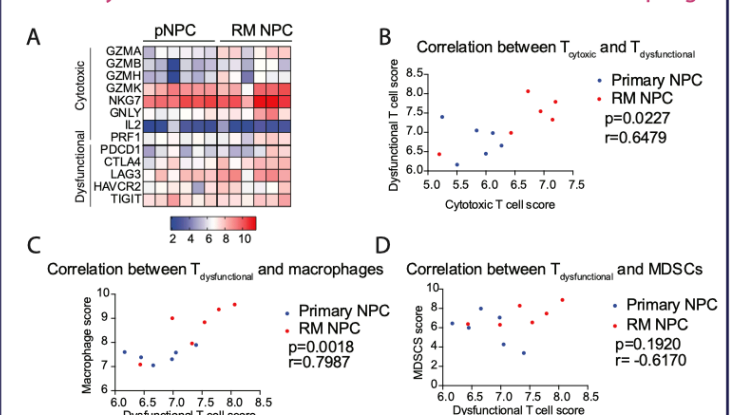 A
pNPC RM NPC
Cytotoxic
Dysfunctional
GZMA
GZMB
GZMH
GZMK
NKG7
GNLY
IL2
PRF1
PDCD1
CTLA4
LAG3
HAVCR2
TIGIT
2 4 6 8 10
B
Correlation between Tcytoxic and Tdysfunctional
Dysfunctional T cell score
8.5
8.0
7.5
7.0
6.5
6.0
5.0 5.5 6.0 6.5 7.0 7.5
Cytotoxic T cell score
Primary NPC
RM NPC
p=0.0227
r=0.6479
C
Correlation between Tdysfunctional and macrophages
Macrophage score
10
9
8
7
6
6.0 6.5 7.0 7.5 8.0 8.5
Dysfunctional T cell score
Primary NPC
RM NPC
p=0.0018
r=0.7987
D
Correlation between Tdysfunctional and MDSCs
MDSCS score
10
8
6
4
2
0
6.0 6.5 7.0 7.5 8.0 8.5
Dysfunctional T cell score
Primary NPC
RM NPC
p=0.1920
r= -0.6170